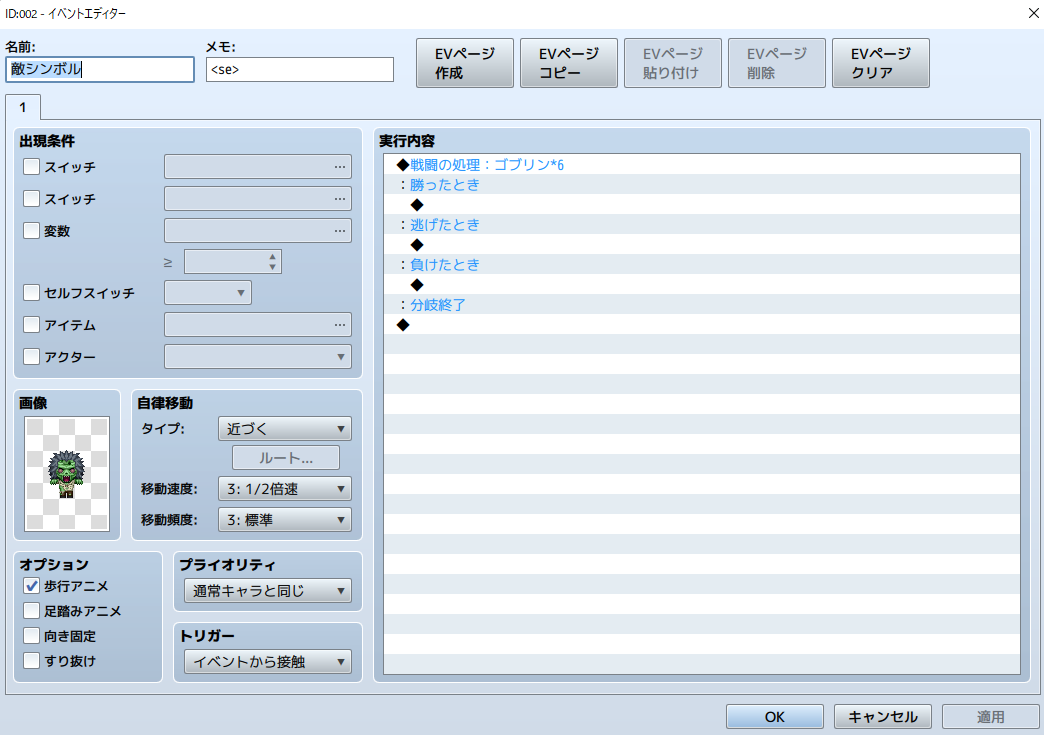 ID:002 - イベントエディター
名前:
メモ:
敵シンボル
<se>
EVページ
作成
EVページ
コピー
EVページ
貼り付け
EVページ
削除
EVページ
クリア
1
出現条件
スイッチ
...
スイッチ
...
変数
...
≥
セルフスイッチ
アイテム
...
アクター
画像
自律移動
タイプ:
近づく
ルート...
移動速度:
3: 1/2倍速
移動頻度:
3: 標準
オプション
歩行アニメ
足踏みアニメ
向き固定
すり抜け
プライオリティ
通常キャラと同じ
トリガー
イベントから接触
実行内容
◆戦闘の処理：ゴブリン*6
：勝ったとき
◆
：逃げたとき
◆
：負けたとき
◆
：分岐終了
◆
OK
キャンセル
適用